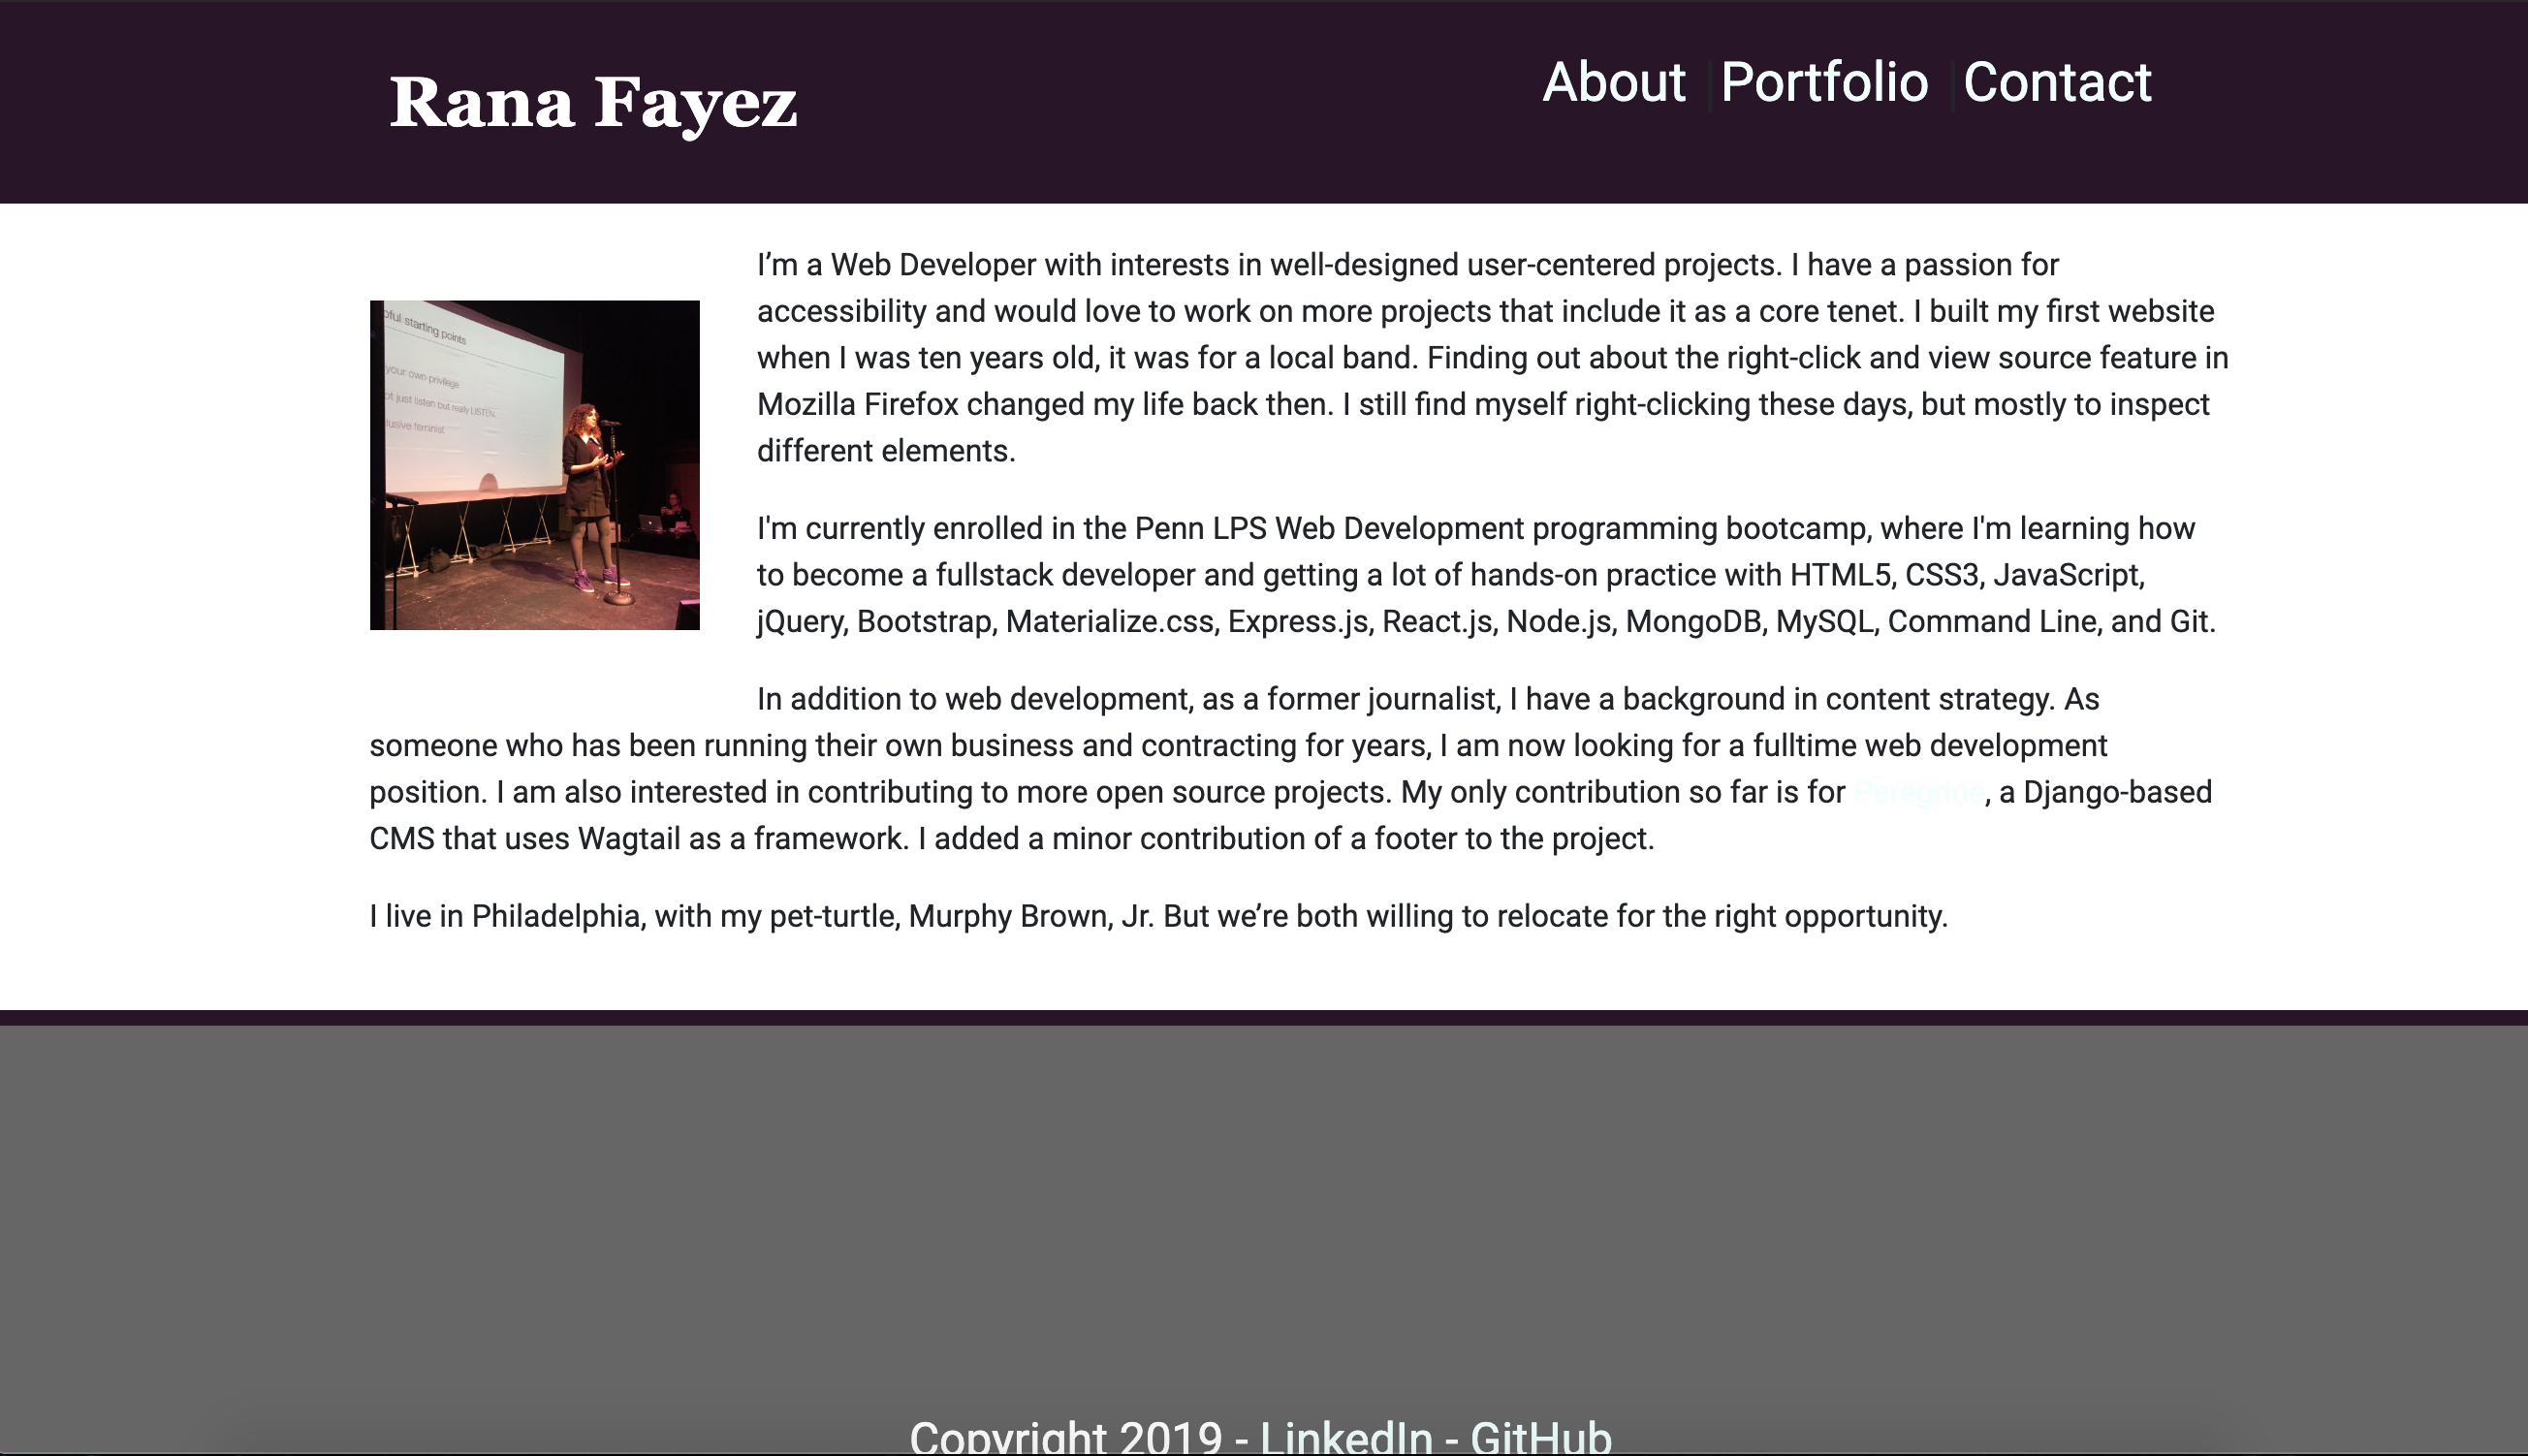 Rana Fayez
About
Portfolio
Contact
I’m a Web Developer with interests in well-designed user-centered projects. I have a passion for
accessibility and would love to work on more projects that include it as a core tenet. I built my first website
when I was ten years old, it was for a local band. Finding out about the right-click and view source feature in
Mozilla Firefox changed my life back then. I still find myself right-clicking these days, but mostly to inspect
different elements.
oful starting points
your own privilege
ot just listen but really LISTEN.
lusive feminist
I'm currently enrolled in the Penn LPS Web Development programming bootcamp, where I'm learning how
to become a fullstack developer and getting a lot of hands-on practice with HTML5, CSS3, JavaScript,
jQuery, Bootstrap, Materialize.css, Express.js, React.js, Node.js, MongoDB, MySQL, Command Line, and Git.
In addition to web development, as a former journalist, I have a background in content strategy. As
someone who has been running their own business and contracting for years, I am now looking for a fulltime web development
position. I am also interested in contributing to more open source projects. My only contribution so far is for Peregrine, a Django-based
CMS that uses Wagtail as a framework. I added a minor contribution of a footer to the project.
I live in Philadelphia, with my pet-turtle, Murphy Brown, Jr. But we’re both willing to relocate for the right opportunity.
Copyright 2019 - LinkedIn - GitHub